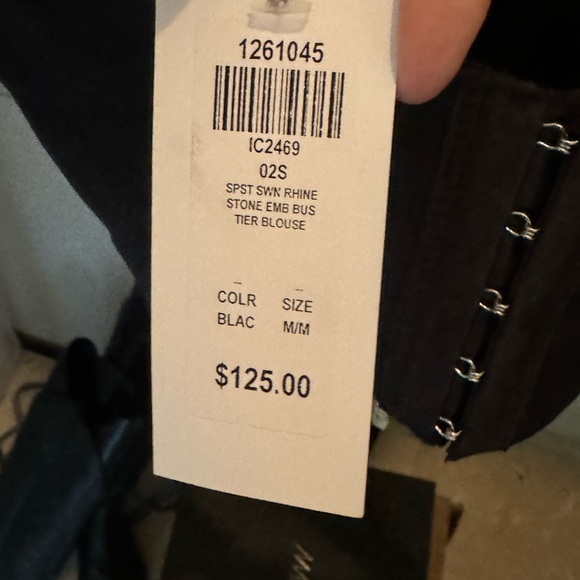 1261045
IC2469
02S
SPST SWN RHINE
STONE EMB BUS
TIER BLOUSE
COLR SIZE
BLAC M/M
$125.00